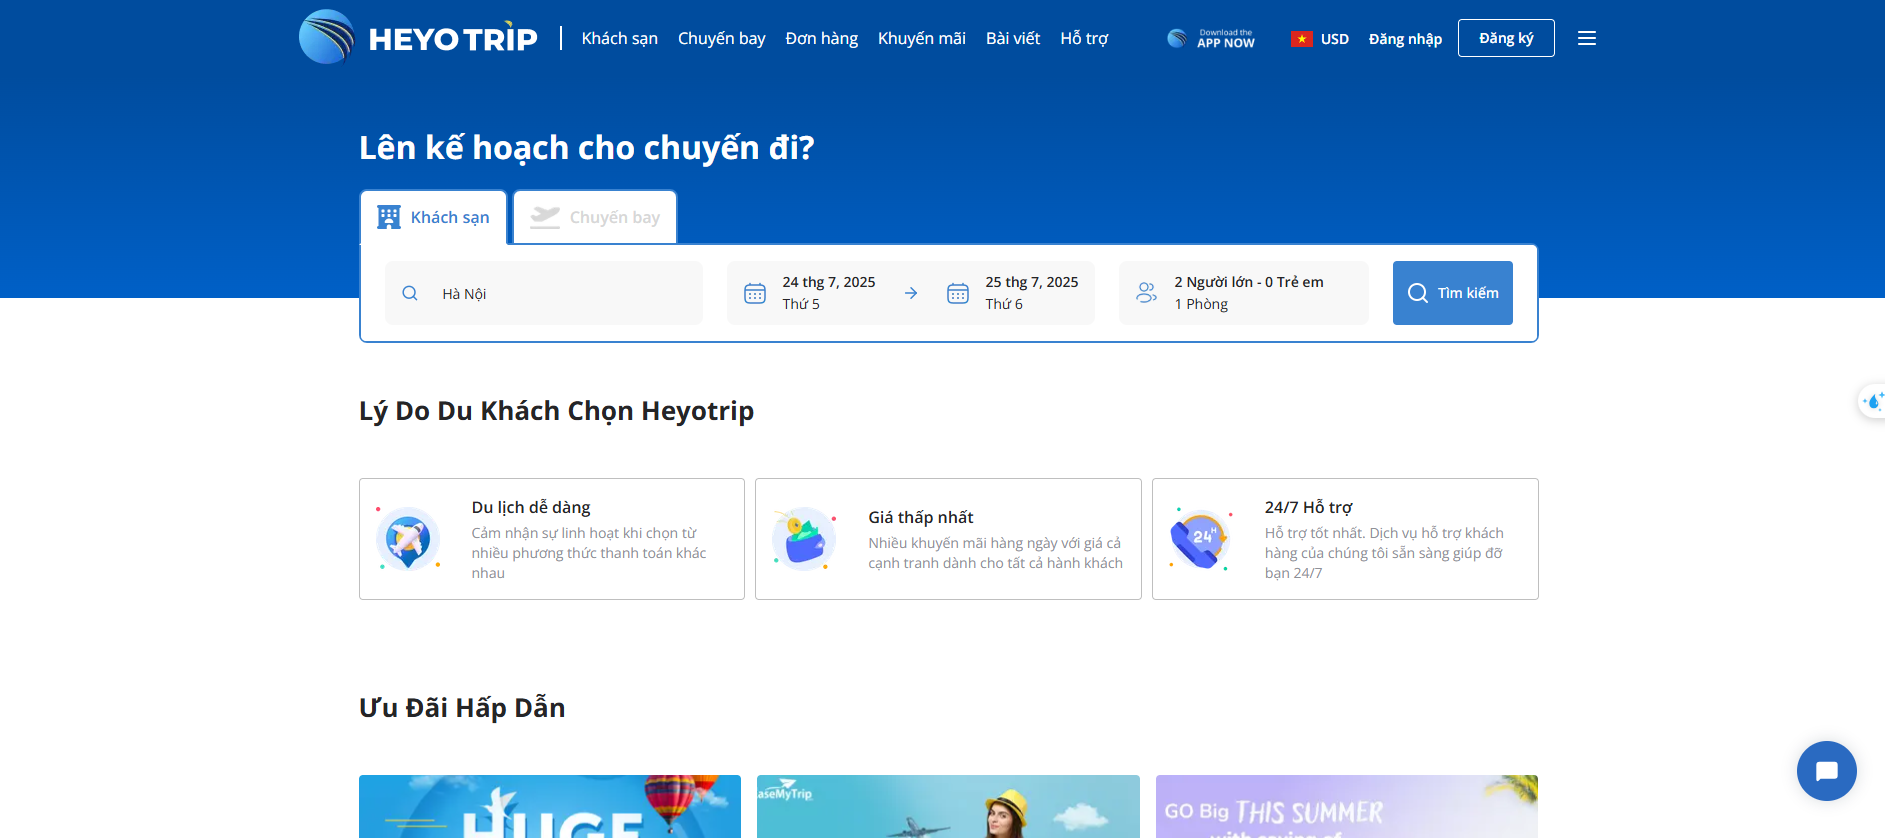 HEYO TRIP
Khách sạn
Chuyến bay
Đơn hàng
Khuyến mãi
Bài viết
Hỗ trợ
Download the
APP NOW
USD
Đăng nhập
Đăng ký
Lên kế hoạch cho chuyến đi?
Khách sạn
Chuyến bay
Hà Nội
24 thg 7, 2025
Thứ 5
25 thg 7, 2025
Thứ 6
2 Người lớn - 0 Trẻ em
1 Phòng
Tìm kiếm
Lý Do Du Khách Chọn Heyotrip
Du lịch dễ dàng
Cảm nhận sự linh hoạt khi chọn từ
nhiều phương thức thanh toán khác
nhau
Giá thấp nhất
Nhiều khuyến mãi hàng ngày với giá cả
cạnh tranh dành cho tất cả hành khách
24/7 Hỗ trợ
24H
Hỗ trợ tốt nhất. Dịch vụ hỗ trợ khách
hàng của chúng tôi sẵn sàng giúp đỡ
bạn 24/7
Ưu Đãi Hấp Dẫn
HUGE
aseMyTrip
GO Big THIS SUMMER
with saving of